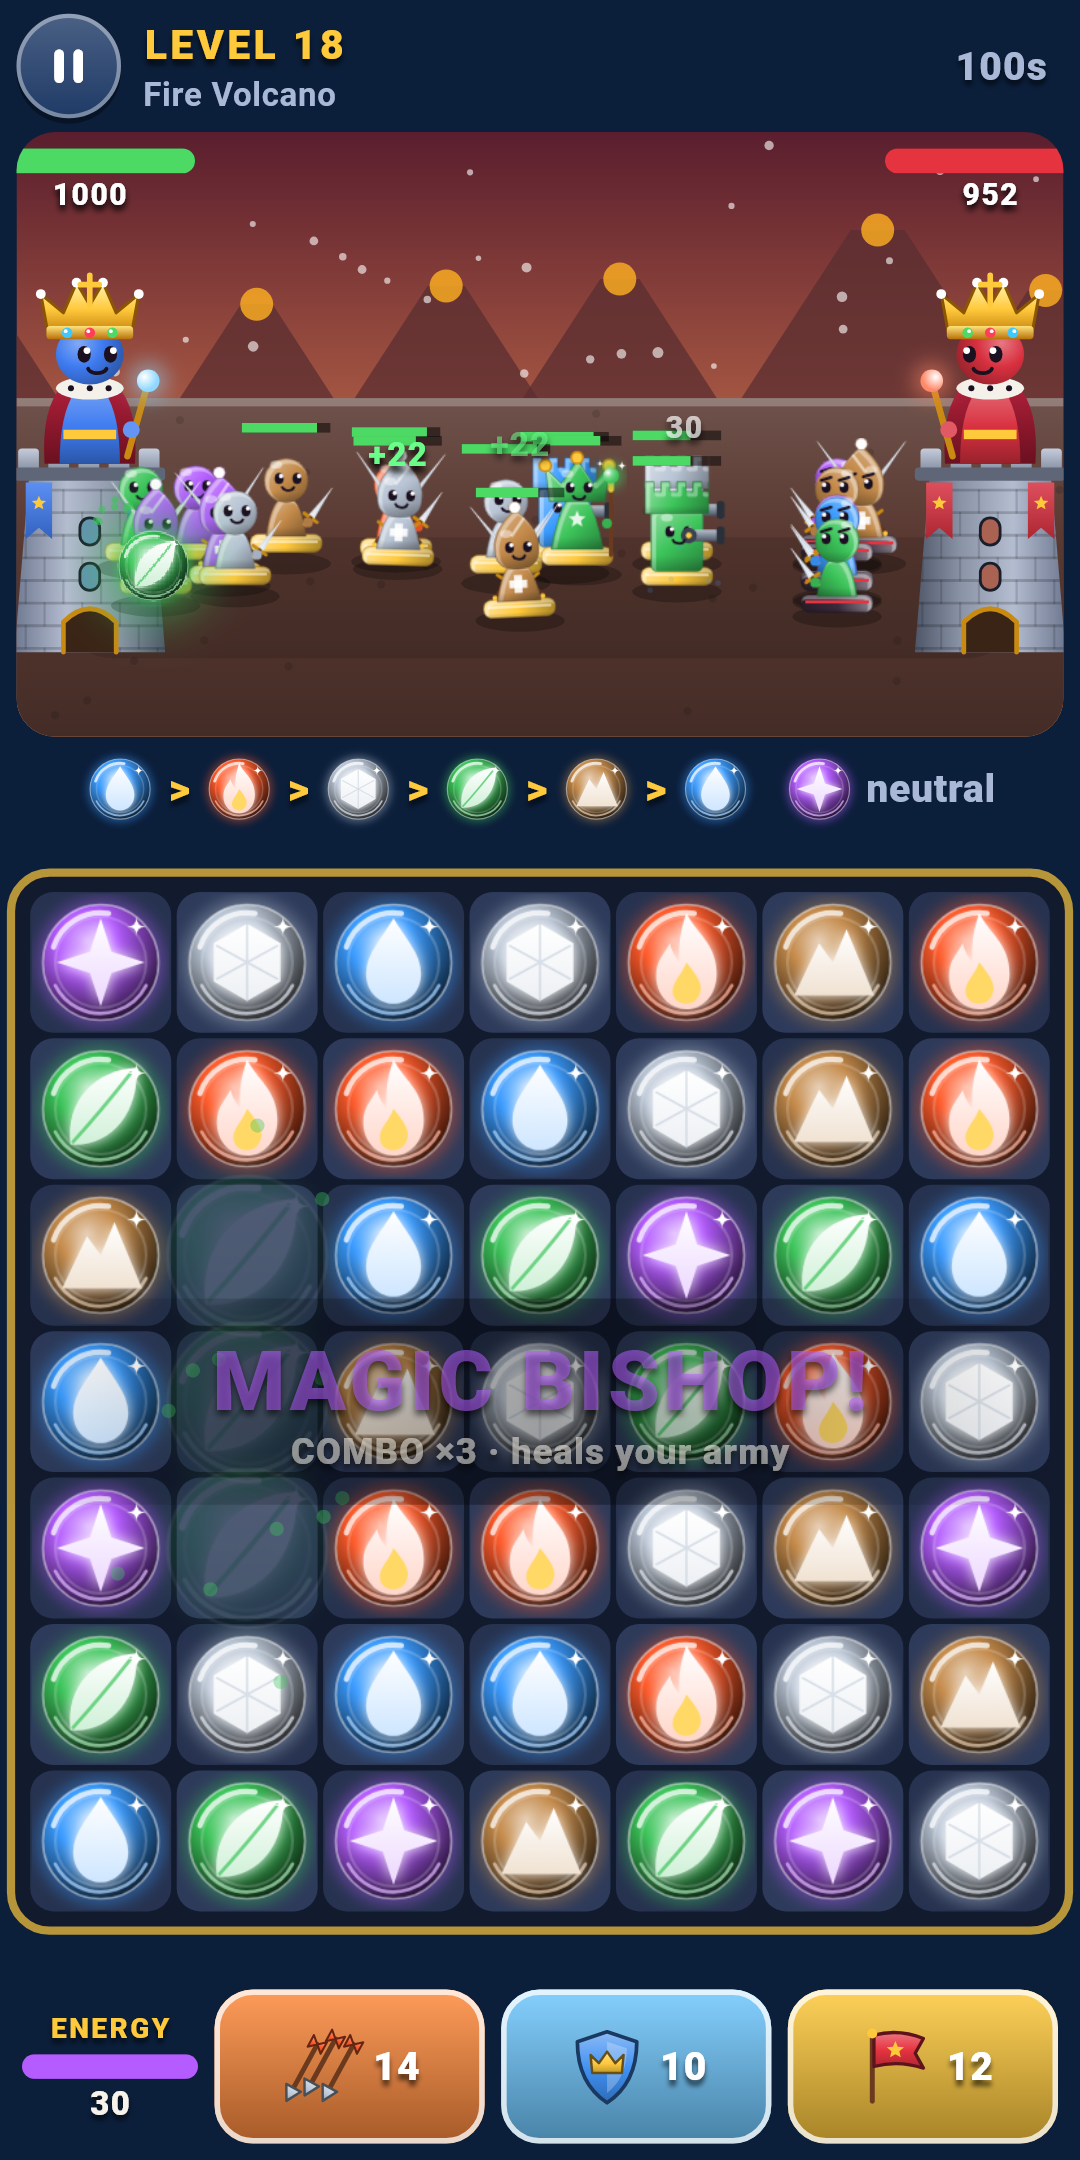 LEVEL 18
Fire Volcano
100s
1000
952
30
+22
+22
> > > > > neutral
MAGIC BISHOP!
COMBO ×3 · heals your army
ENERGY
30
14
10
12